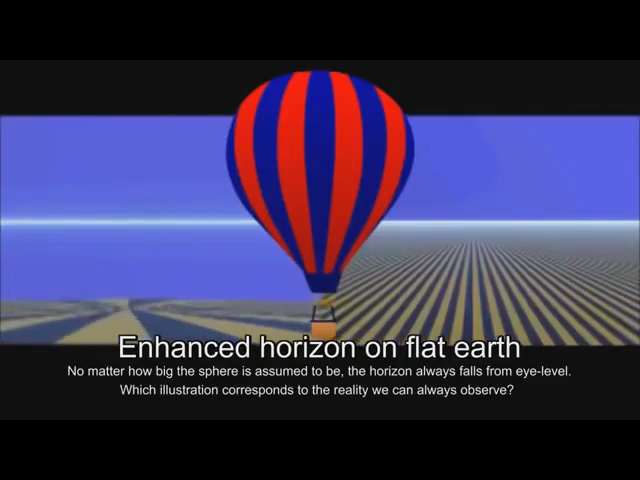 Enhanced horizon on flat earth
No matter how big the sphere is assumed to be, the horizon always falls from eye-level.
Which illustration corresponds to the reality we can always observe?